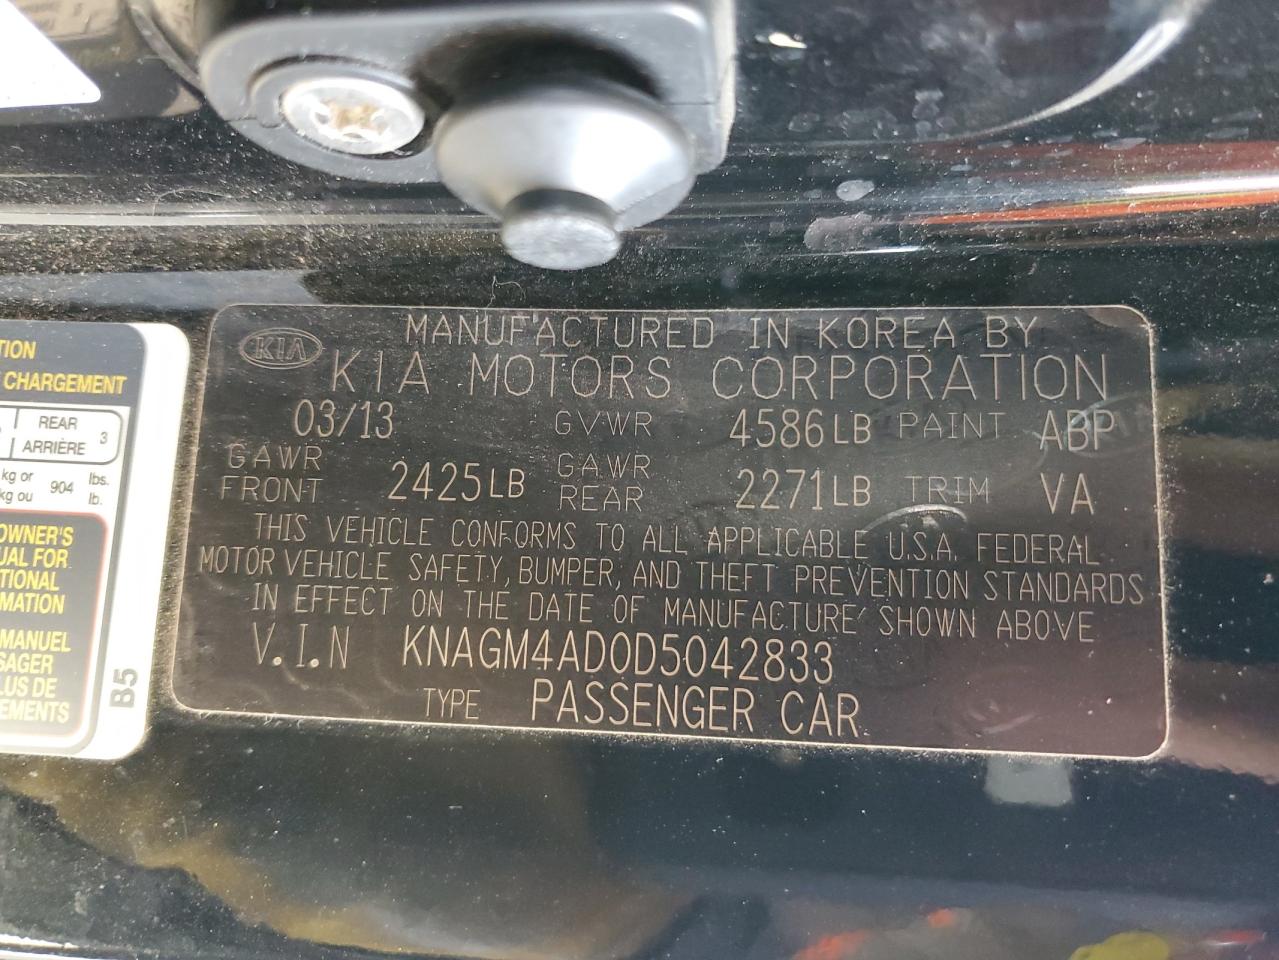 TION
CHARGEMENT
REAR
ARRIÈRE 3
kg or 904 lbs.
kg ou lb.
OWNER'S
UAL FOR
TIONAL
MATION
MANUEL
SAGER
LUS DE
EMENTS
B5
KIA MANUFACTURED IN KOREA BY
KIA MOTORS CORPORATION
03/13 GVWR 4586LB PAINT ABP
GAWR FRONT 2425LB GAWR REAR 2271LB TRIM VA
THIS VEHICLE CONFORMS TO ALL APPLICABLE U.S.A. FEDERAL
MOTOR VEHICLE SAFETY, BUMPER, AND THEFT PREVENTION STANDARDS
IN EFFECT ON THE DATE OF MANUFACTURE SHOWN ABOVE
V.I.N KNAGM4AD0D5042833
TYPE PASSENGER CAR